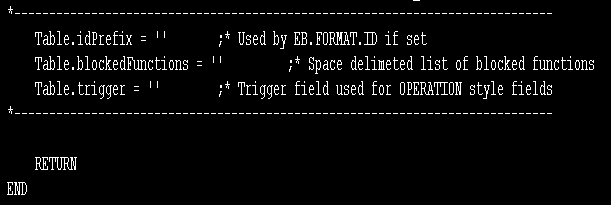 *-----------------------------------------------------------------------------
Table.idPrefix = '' ;* Used by EB.FORMAT.ID if set
Table.blockedFunctions = '' ;* Space delimeted list of blocked functions
Table.trigger = '' ;* Trigger field used for OPERATION style fields
*-----------------------------------------------------------------------------
RETURN
END